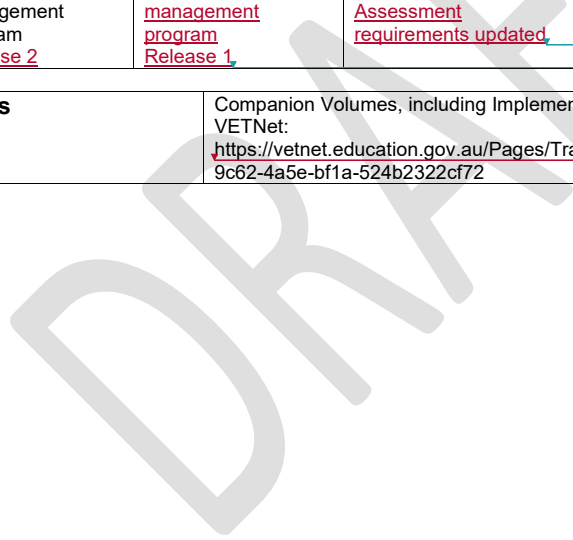 gement management Assessment
am program requirements updated
se 2 Release 1
s Companion Volumes, including Implemen
VETNet:
https://vetnet.education.gov.au/Pages/Tra
9c62-4a5e-bf1a-524b2322cf72
DRAF